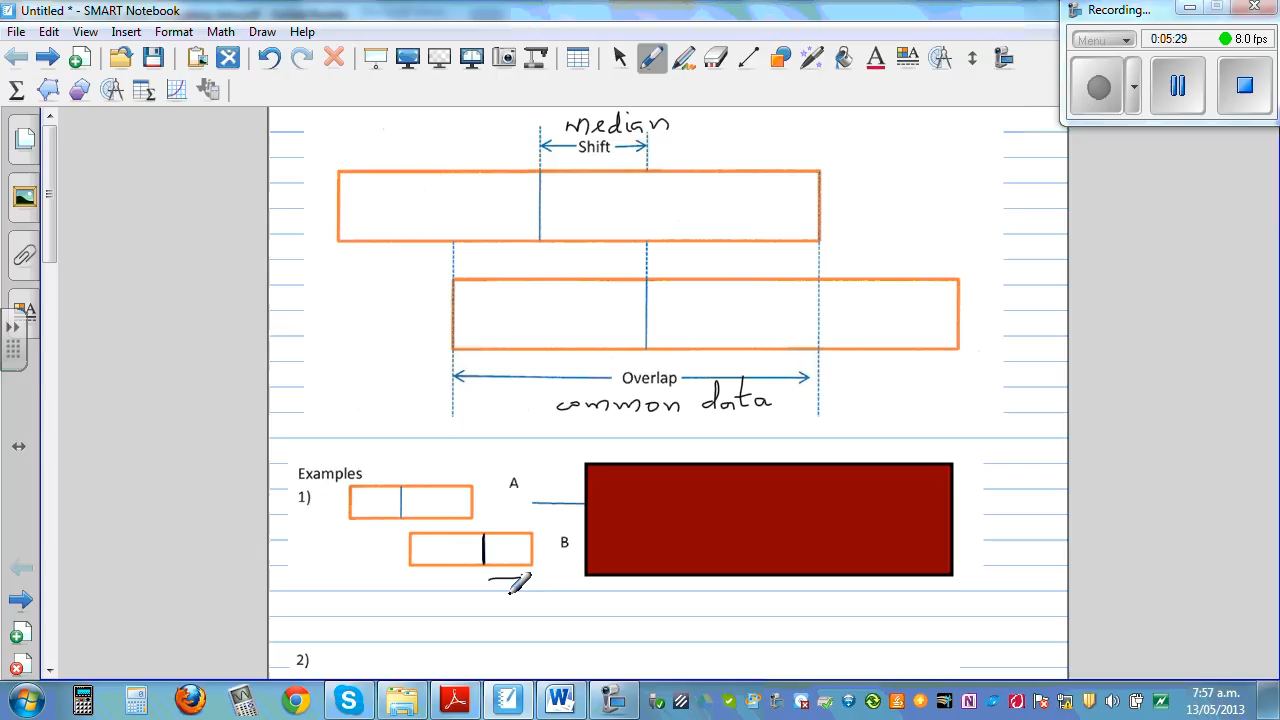 Untitled * - SMART Notebook
Recording...
File Edit View Insert Format Math Draw Help
Menu 0:05:29 8.0 fps
median
Shift
Overlap
common data
Examples
1) A
B
2)
7:57 a.m.
13/05/2013